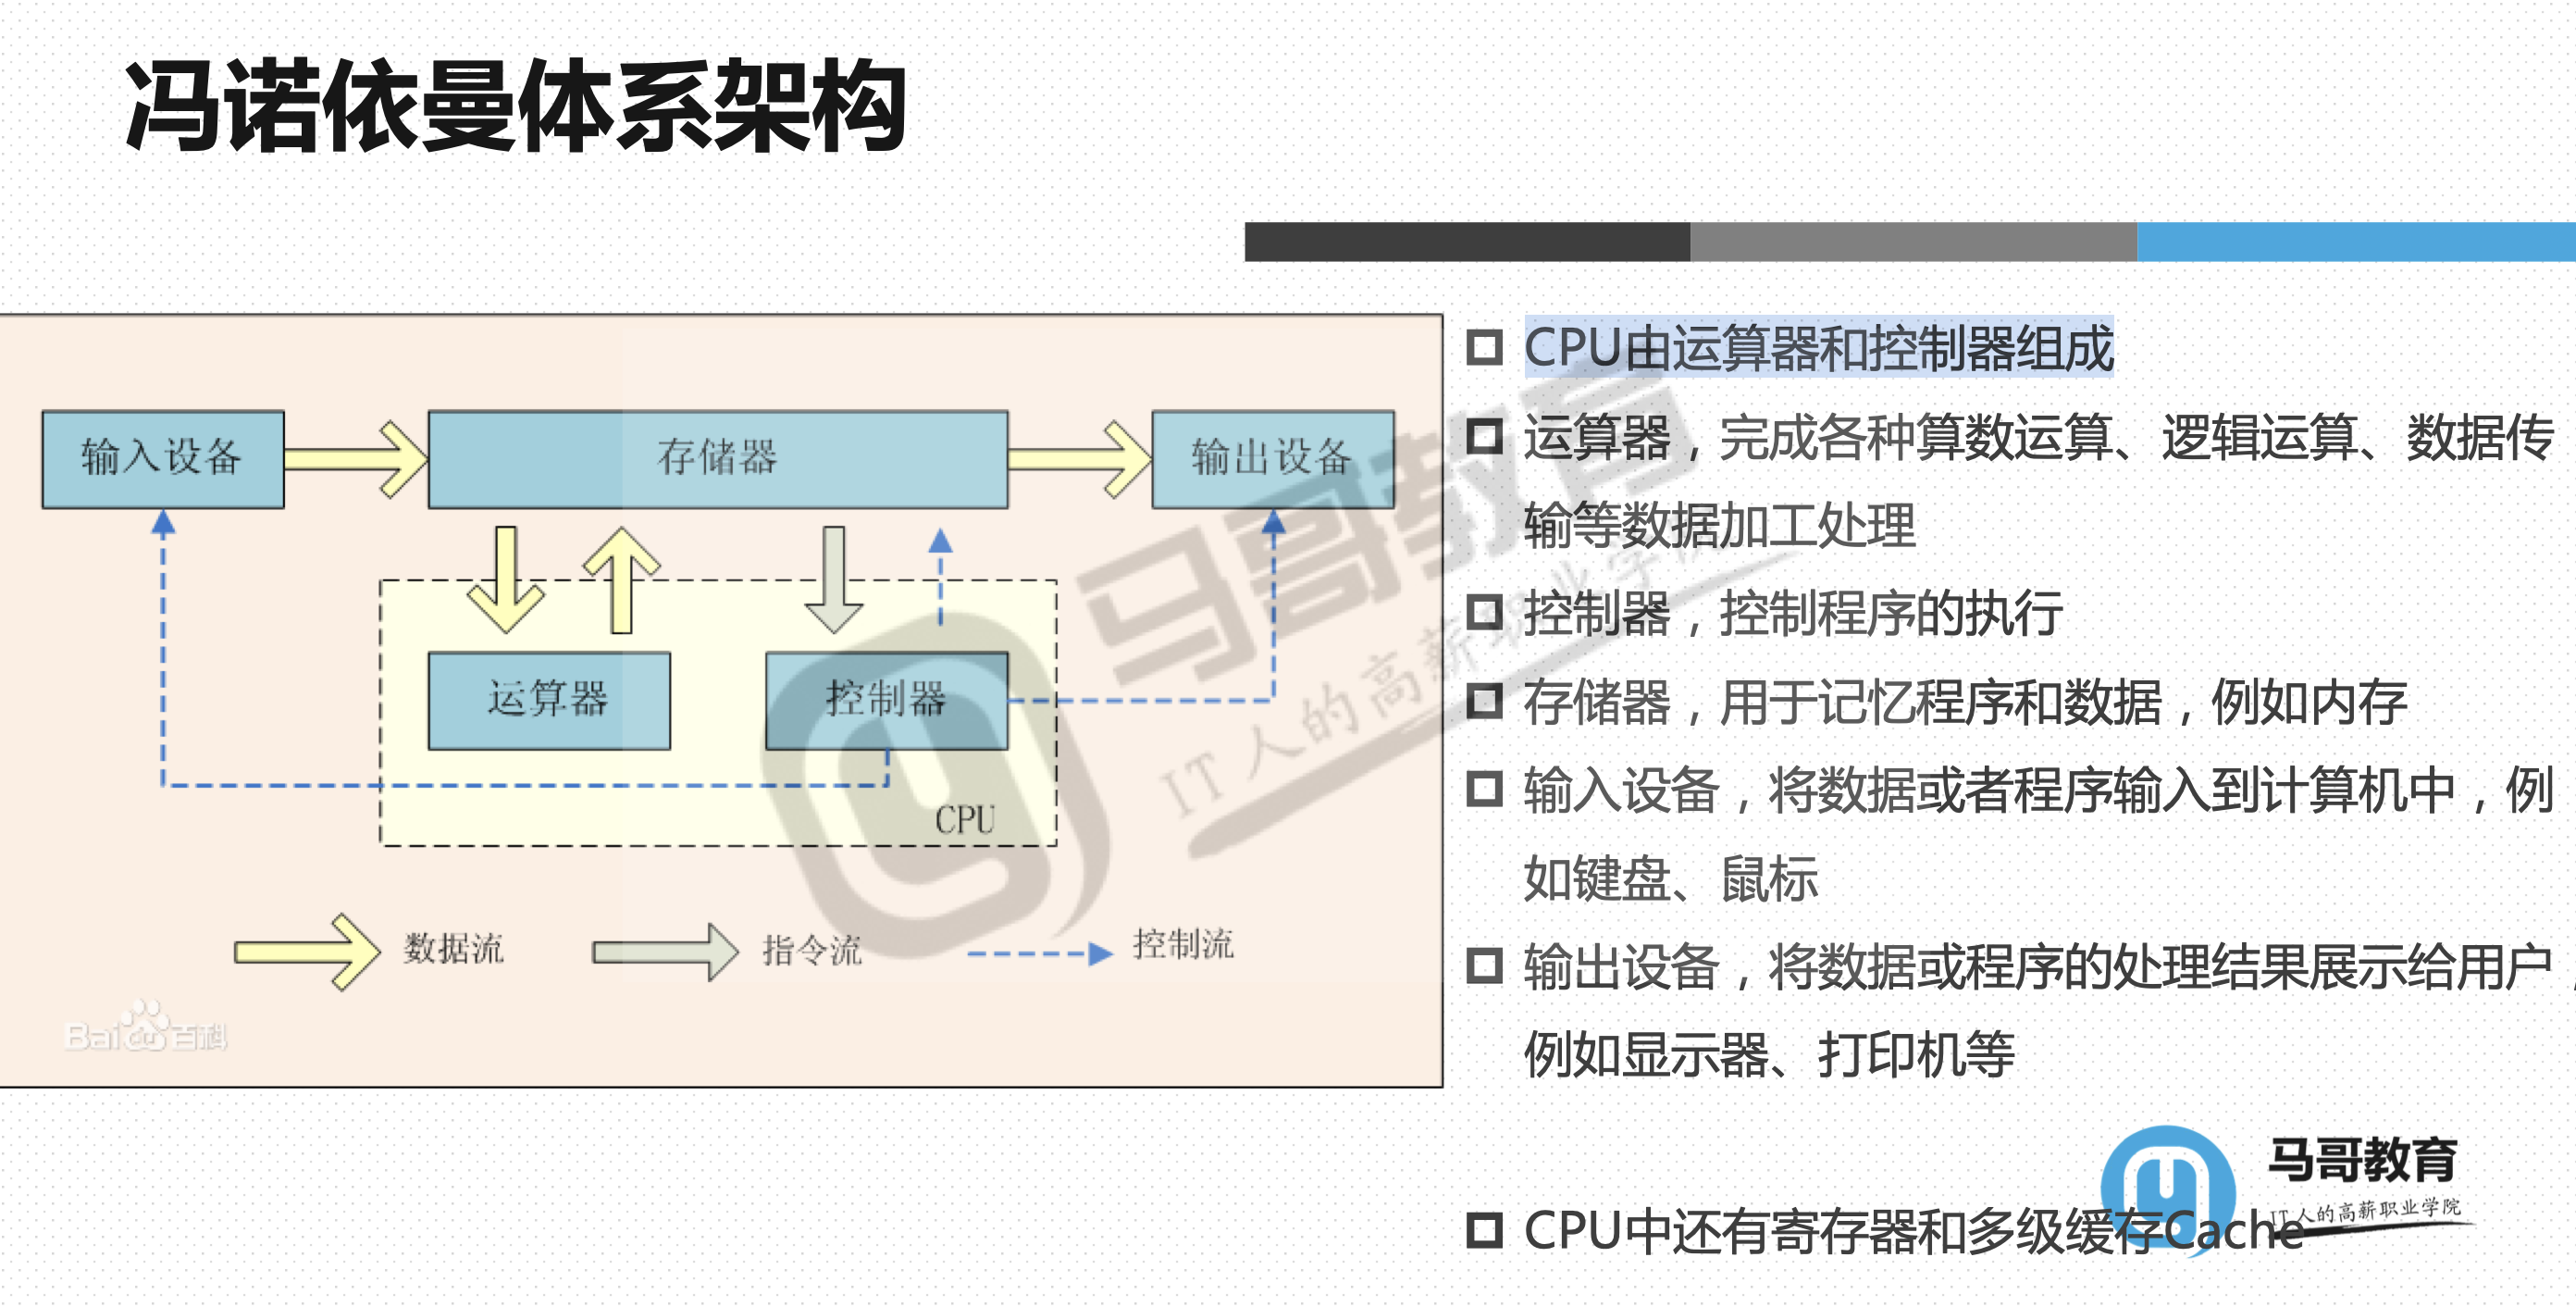 冯诺依曼体系架构
输入设备
存储器
输出设备
运算器
控制器
CPU
数据流
指令流
控制流
Baidu百科
CPU由运算器和控制器组成
运算器，完成各种算数运算、逻辑运算、数据传
输等数据加工处理
控制器，控制程序的执行
存储器，用于记忆程序和数据，例如内存
输入设备，将数据或者程序输入到计算机中，例
如键盘、鼠标
输出设备，将数据或程序的处理结果展示给用户，
例如显示器、打印机等
CPU中还有寄存器和多级缓存Cache
马哥教育
IT人的高薪职业学院
马哥教育
IT人的高薪职业学院